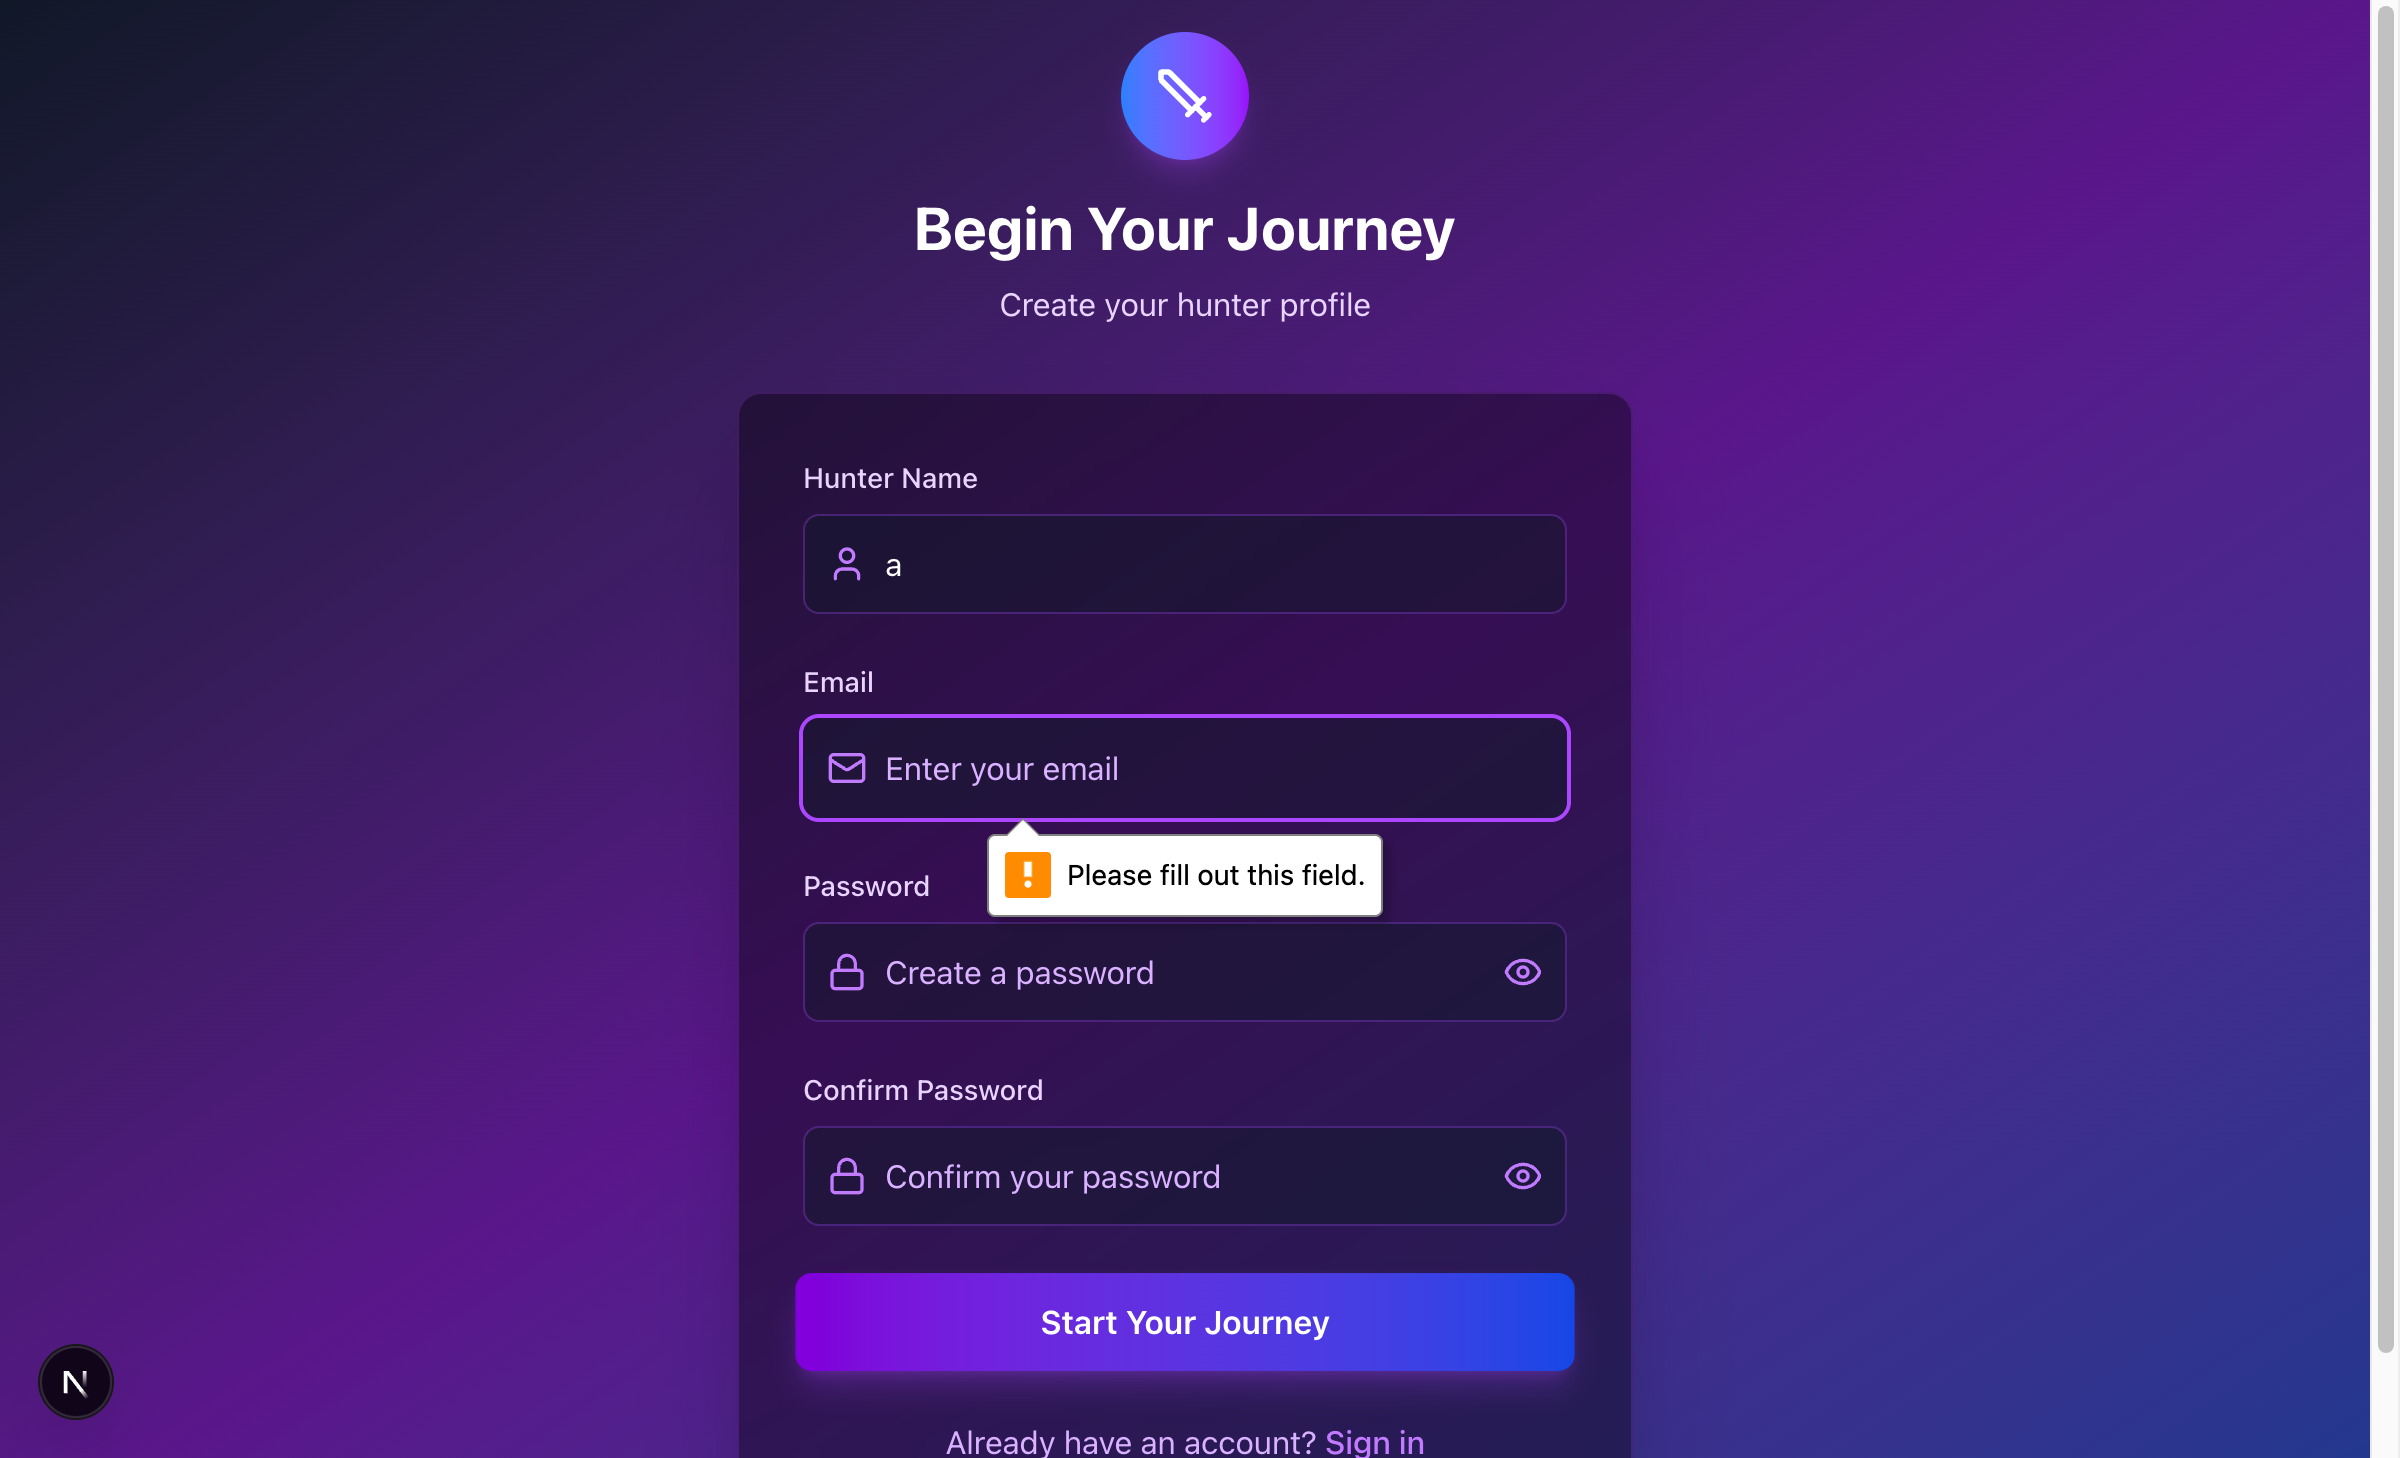 Begin Your Journey
Create your hunter profile
Hunter Name
a
Email
Enter your email
Please fill out this field.
Password
Create a password
Confirm Password
Confirm your password
Start Your Journey
N
Already have an account? Sign in